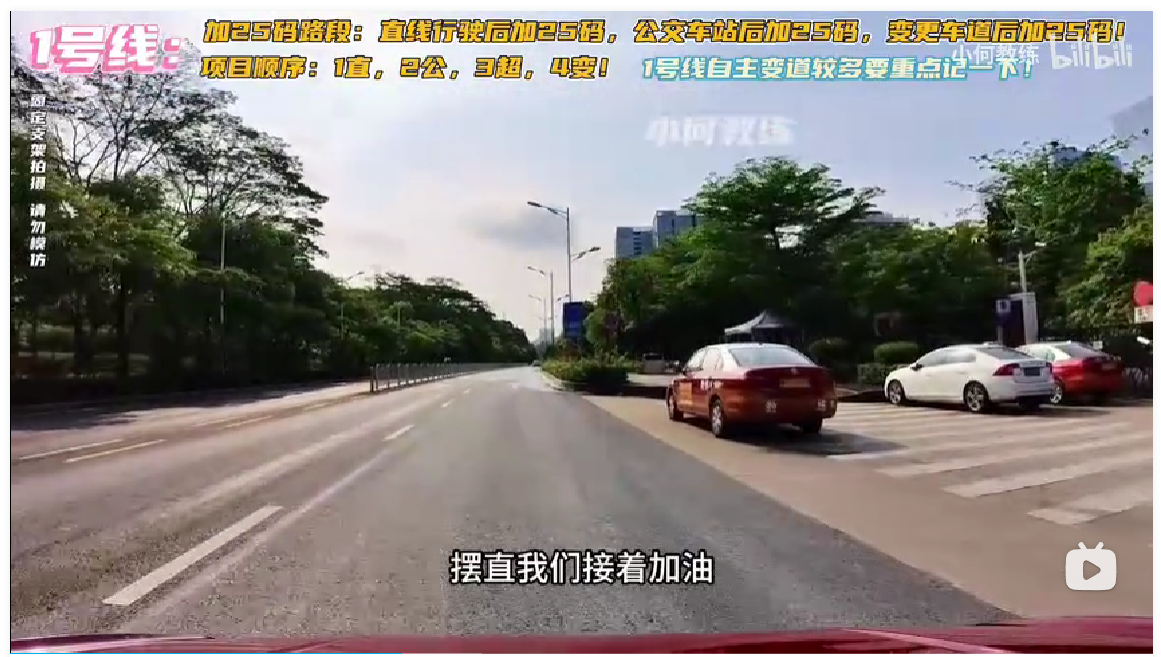 1号线：
加25码路段：直线行驶后加25码，公交车站后加25码，变更车道后加25码！
项目顺序：1直，2公，3超，4变！ 1号线自主变道较多要重点记一下！
小何教练 bilibili
小何教练
固定支架拍摄 请勿模仿
摆直我们接着加油